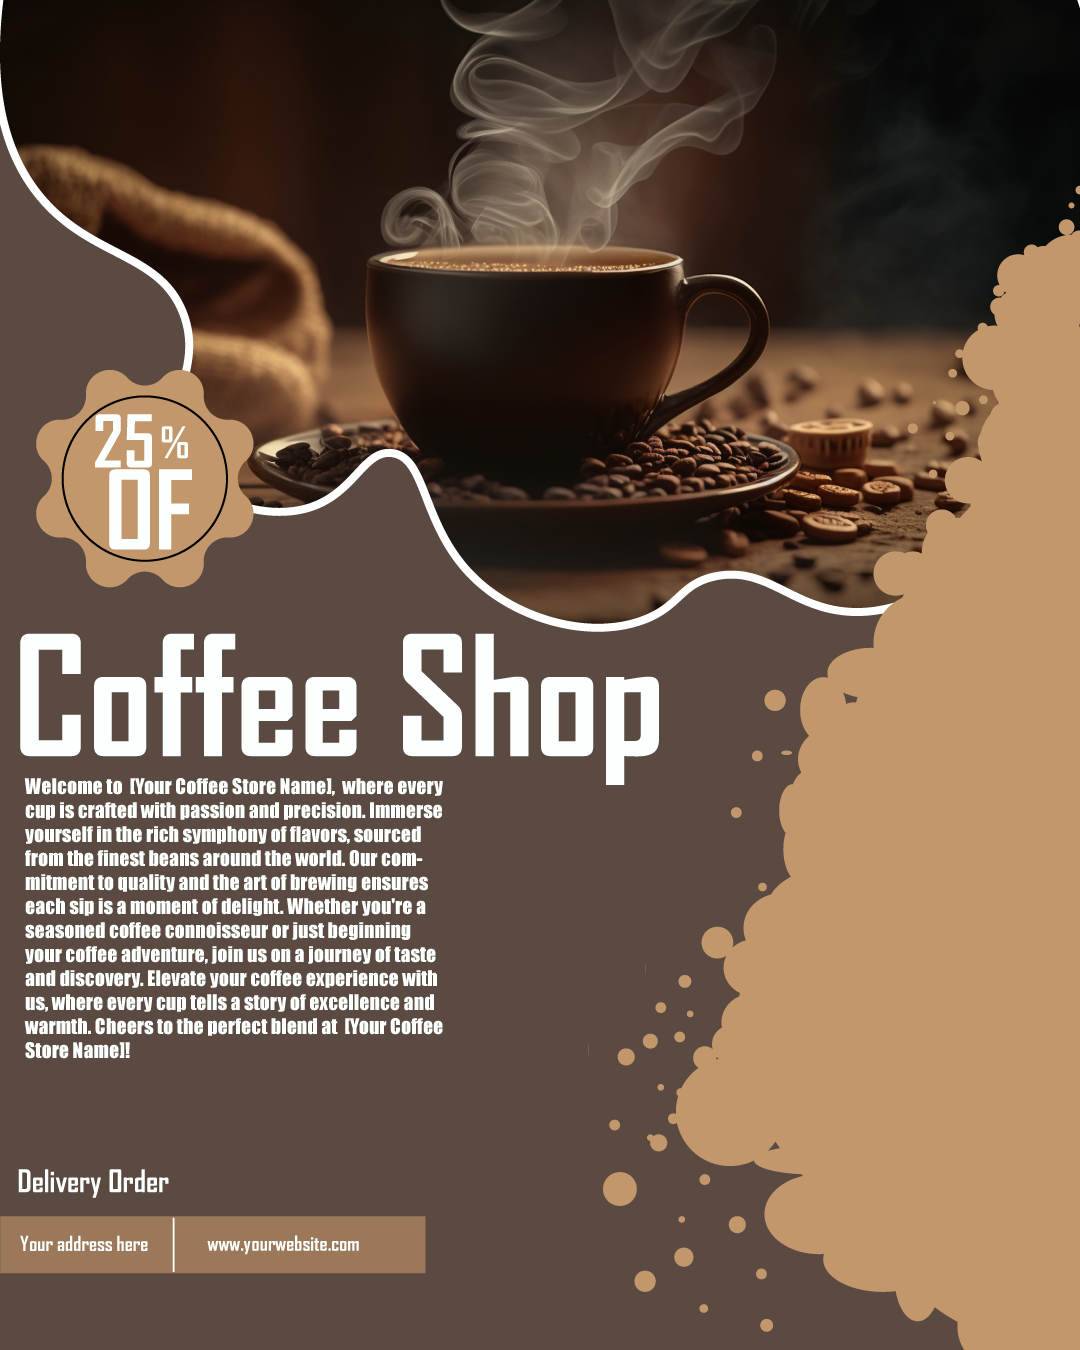 25%
OF
Coffee Shop
Welcome to [Your Coffee Store Name], where every
cup is crafted with passion and precision. Immerse
yourself in the rich symphony of flavors, sourced
from the finest beans around the world. Our com-
mitment to quality and the art of brewing ensures
each sip is a moment of delight. Whether you're a
seasoned coffee connoisseur or just beginning
your coffee adventure, join us on a journey of taste
and discovery. Elevate your coffee experience with
us, where every cup tells a story of excellence and
warmth. Cheers to the perfect blend at [Your Coffee
Store Name]!
Delivery Order
Your address here
www.yourwebsite.com